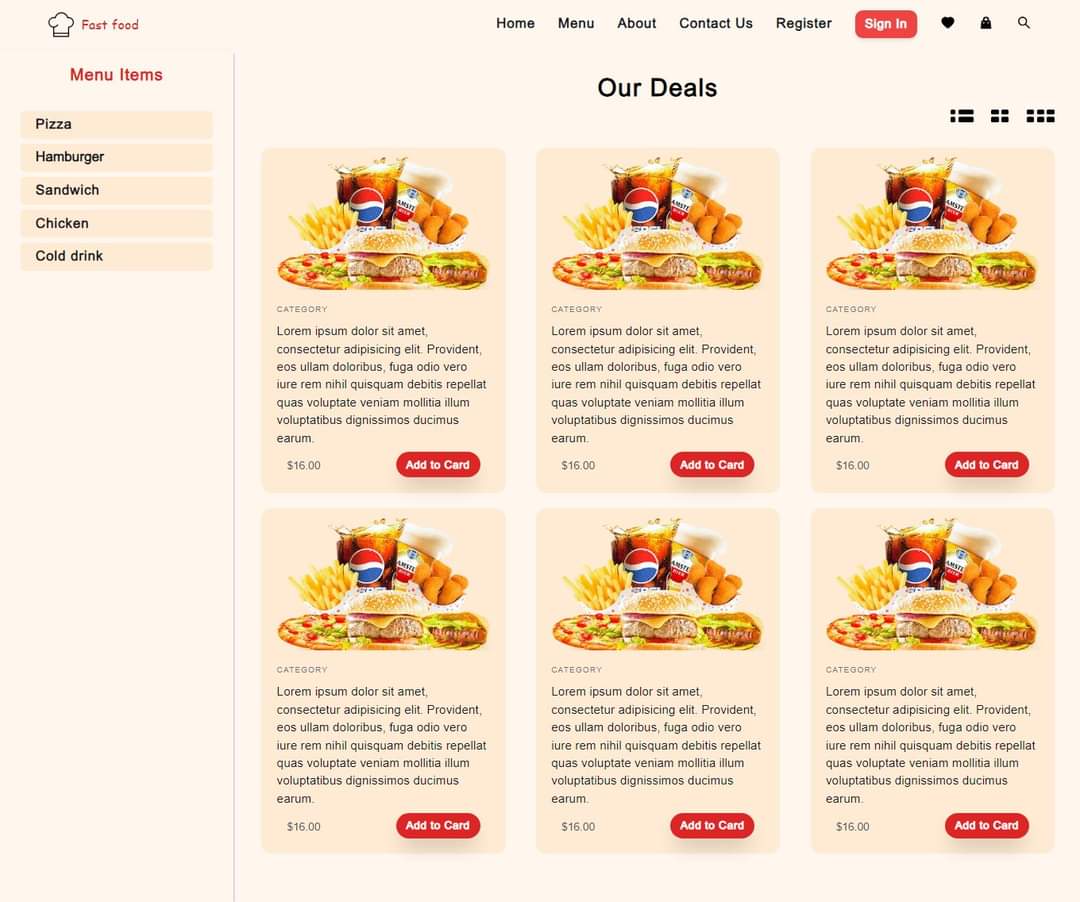 Fast food
Home Menu About Contact Us Register Sign In
Menu Items
Pizza
Hamburger
Sandwich
Chicken
Cold drink
Our Deals
CATEGORY
Lorem ipsum dolor sit amet,
consectetur adipisicing elit. Provident,
eos ullam doloribus, fuga odio vero
iure rem nihil quisquam debitis repellat
quas voluptate veniam mollitia illum
voluptatibus dignissimos ducimus
earum.
$16.00 Add to Card
CATEGORY
Lorem ipsum dolor sit amet,
consectetur adipisicing elit. Provident,
eos ullam doloribus, fuga odio vero
iure rem nihil quisquam debitis repellat
quas voluptate veniam mollitia illum
voluptatibus dignissimos ducimus
earum.
$16.00 Add to Card
CATEGORY
Lorem ipsum dolor sit amet,
consectetur adipisicing elit. Provident,
eos ullam doloribus, fuga odio vero
iure rem nihil quisquam debitis repellat
quas voluptate veniam mollitia illum
voluptatibus dignissimos ducimus
earum.
$16.00 Add to Card
CATEGORY
Lorem ipsum dolor sit amet,
consectetur adipisicing elit. Provident,
eos ullam doloribus, fuga odio vero
iure rem nihil quisquam debitis repellat
quas voluptate veniam mollitia illum
voluptatibus dignissimos ducimus
earum.
$16.00 Add to Card
CATEGORY
Lorem ipsum dolor sit amet,
consectetur adipisicing elit. Provident,
eos ullam doloribus, fuga odio vero
iure rem nihil quisquam debitis repellat
quas voluptate veniam mollitia illum
voluptatibus dignissimos ducimus
earum.
$16.00 Add to Card
CATEGORY
Lorem ipsum dolor sit amet,
consectetur adipisicing elit. Provident,
eos ullam doloribus, fuga odio vero
iure rem nihil quisquam debitis repellat
quas voluptate veniam mollitia illum
voluptatibus dignissimos ducimus
earum.
$16.00 Add to Card